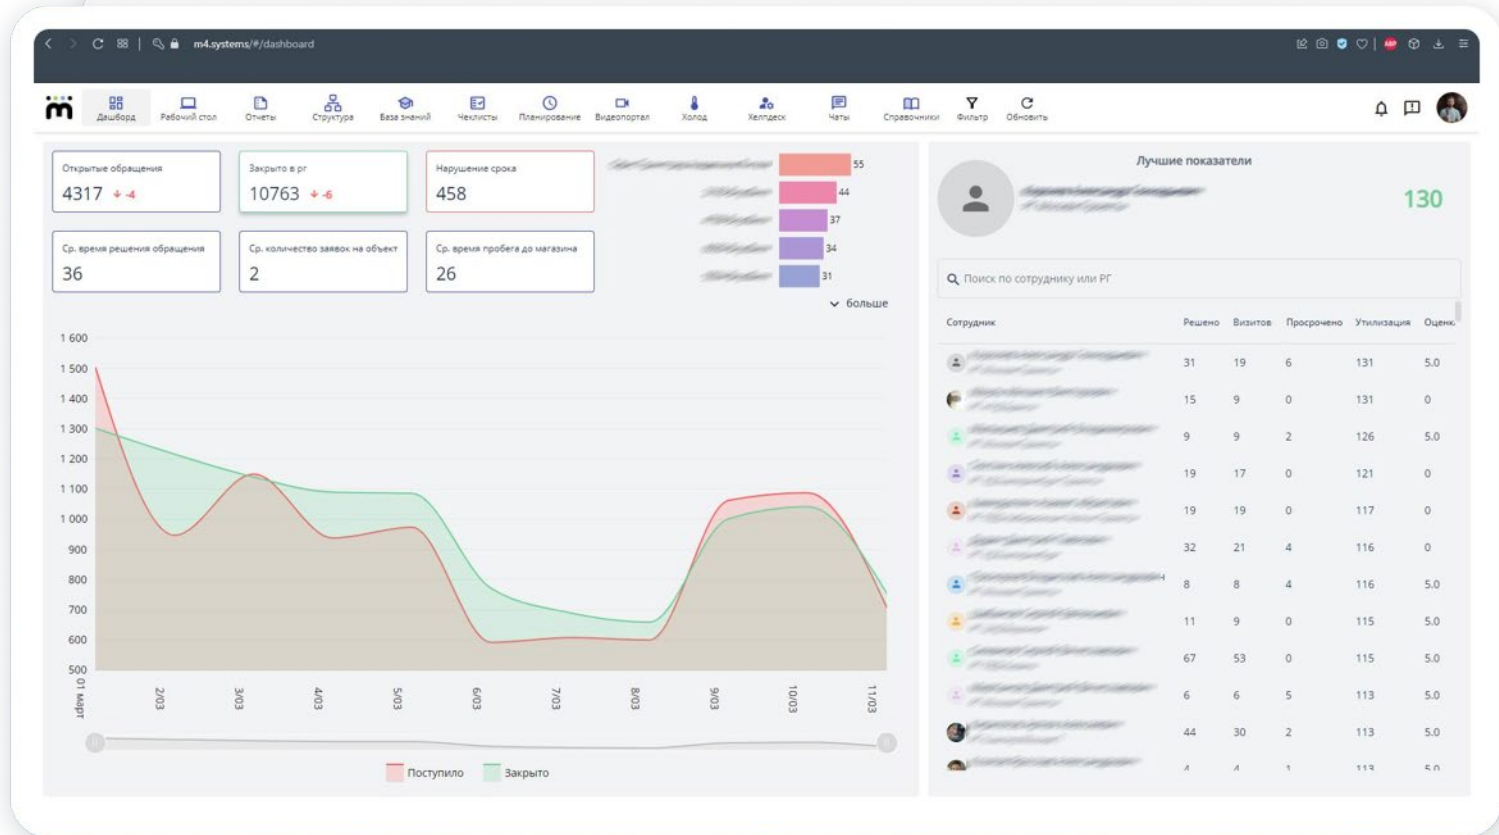 m4.systems/#/dashboard
ABP
m
Дашборд
Рабочий стол
Отчеты
Структура
База знаний
Чеклисты
Планирование
Видеопортал
Холод
Хелпдеск
Чаты
Справочники
Фильтр
Обновить
Открытые обращения
4317 -4
Закрыто в рг
10763 -6
Нарушение срока
458
Ср. время решения обращения
36
Ср. количество заявок на объект
2
Ср. время пробега до магазина
26
55
44
37
34
31
больше
1 600
1 500
1 400
1 300
1 200
1 100
1 000
900
800
700
600
500
01 март
2/03
3/03
4/03
5/03
6/03
7/03
8/03
9/03
10/03
11/03
Поступило
Закрыто
Лучшие показатели
130
Поиск по сотруднику или РГ
Сотрудник Решено Визитов Просрочено Утилизация Оценк
31 19 6 131 5.0
15 9 0 131 0
9 9 2 126 5.0
19 17 0 121 0
19 19 0 117 0
32 21 4 116 0
8 8 4 116 5.0
11 9 0 115 5.0
67 53 0 115 5.0
6 6 5 113 5.0
44 30 2 113 5.0
4 4 1 113 5.0